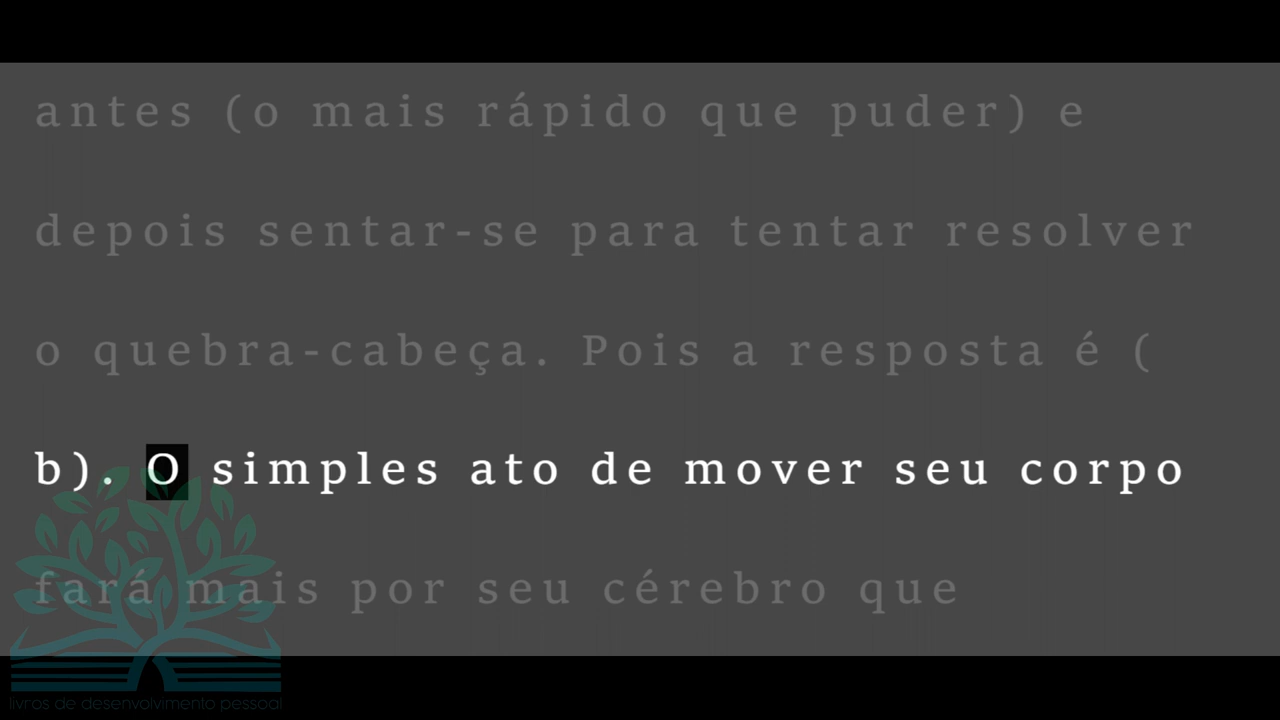 antes (o mais rápido que puder) e
depois sentar-se para tentar resolver
o quebra-cabeça. Pois a resposta é (
b). O simples ato de mover seu corpo
fará mais por seu cérebro que
livros de desenvolvimento pessoal